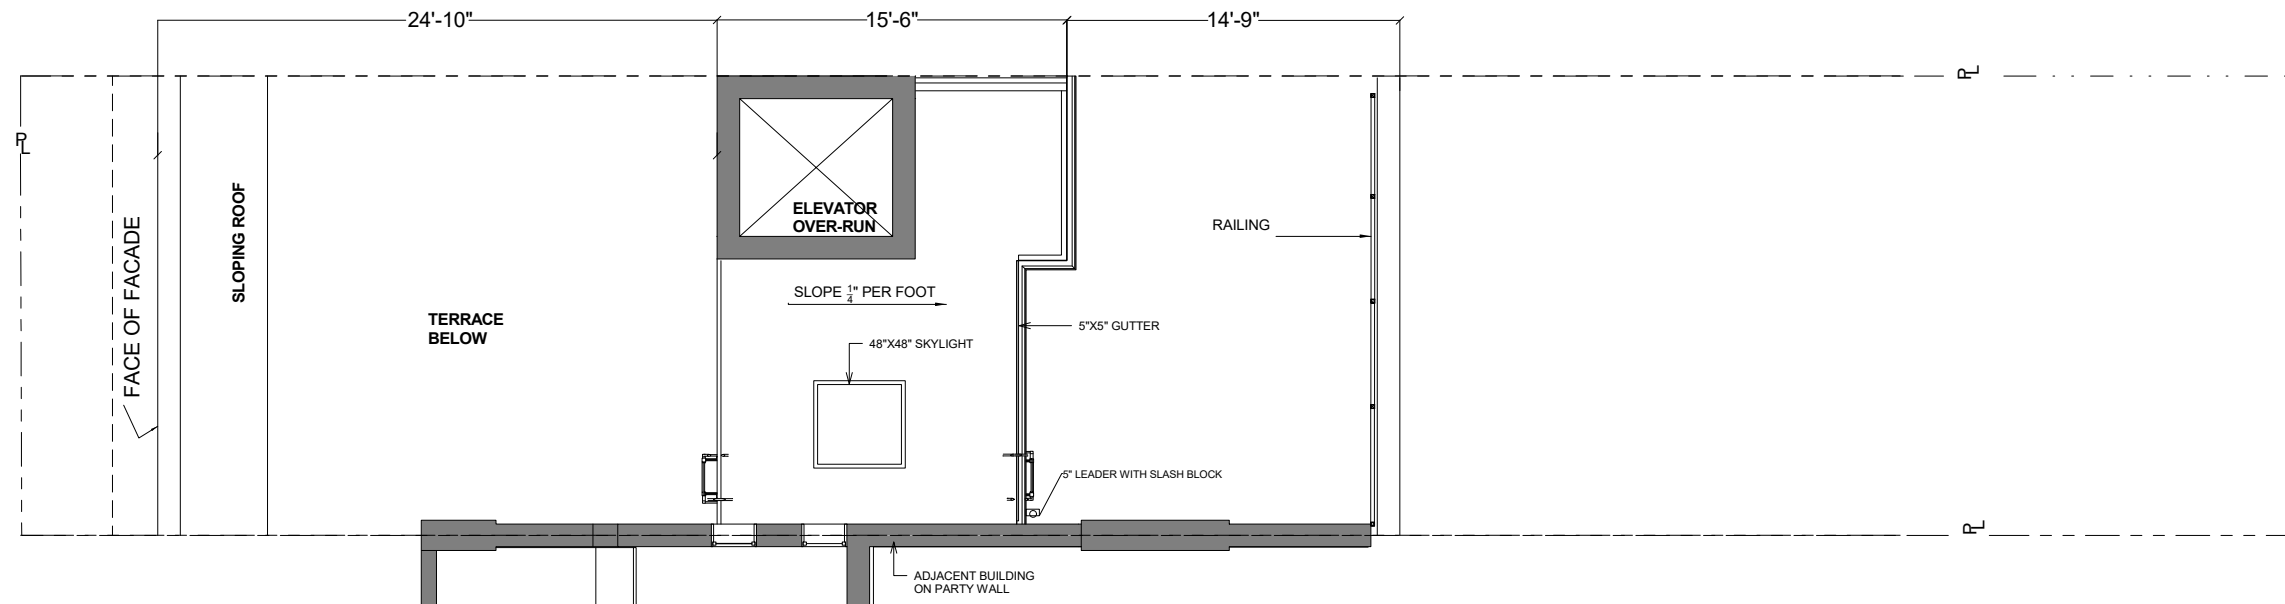 24'-10"
15'-6"
14'-9"
PL
PL
FACE OF FACADE
SLOPING ROOF
ELEVATOR
OVER-RUN
RAILING
SLOPE 1/4" PER FOOT
TERRACE
BELOW
5"X5" GUTTER
48"X48" SKYLIGHT
5" LEADER WITH SLASH BLOCK
PL
ADJACENT BUILDING
ON PARTY WALL